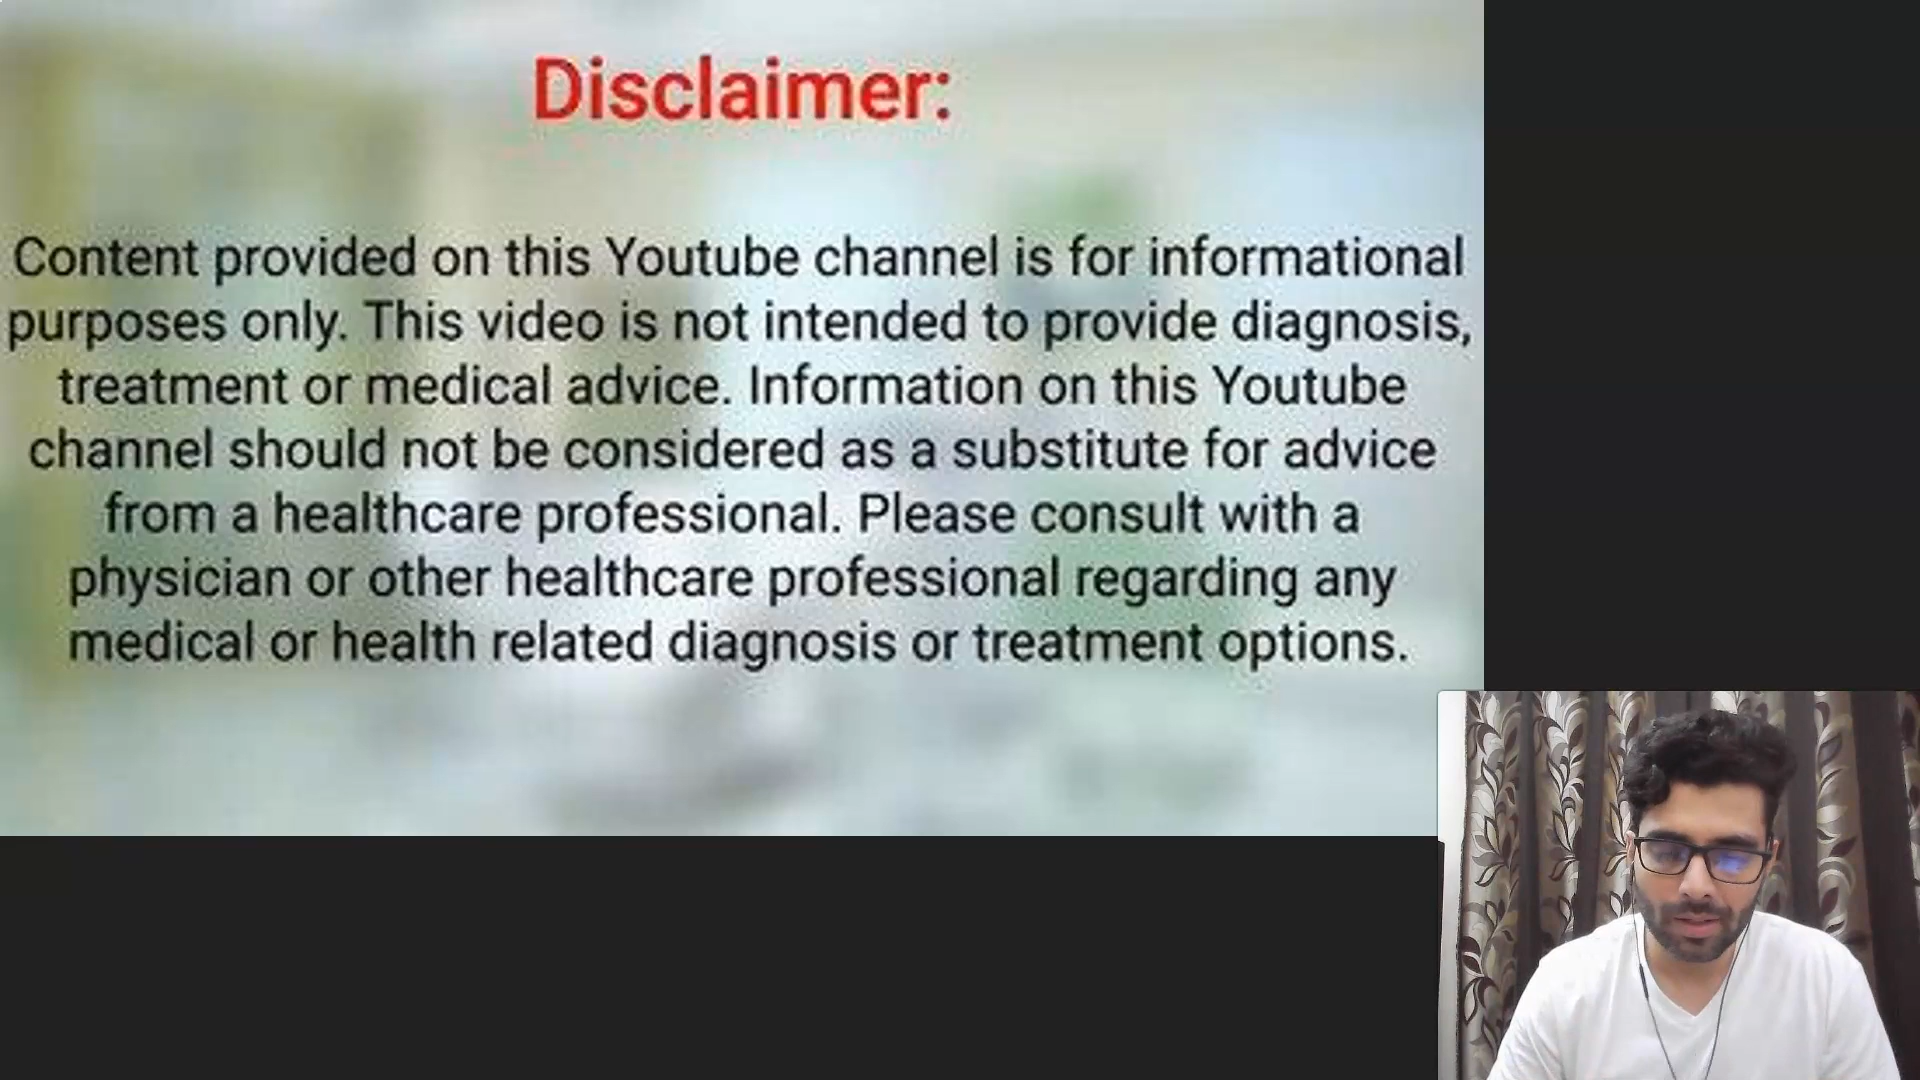 Disclaimer:
Content provided on this Youtube channel is for informational
purposes only. This video is not intended to provide diagnosis,
treatment or medical advice. Information on this Youtube
channel should not be considered as a substitute for advice
from a healthcare professional. Please consult with a
physician or other healthcare professional regarding any
medical or health related diagnosis or treatment options.